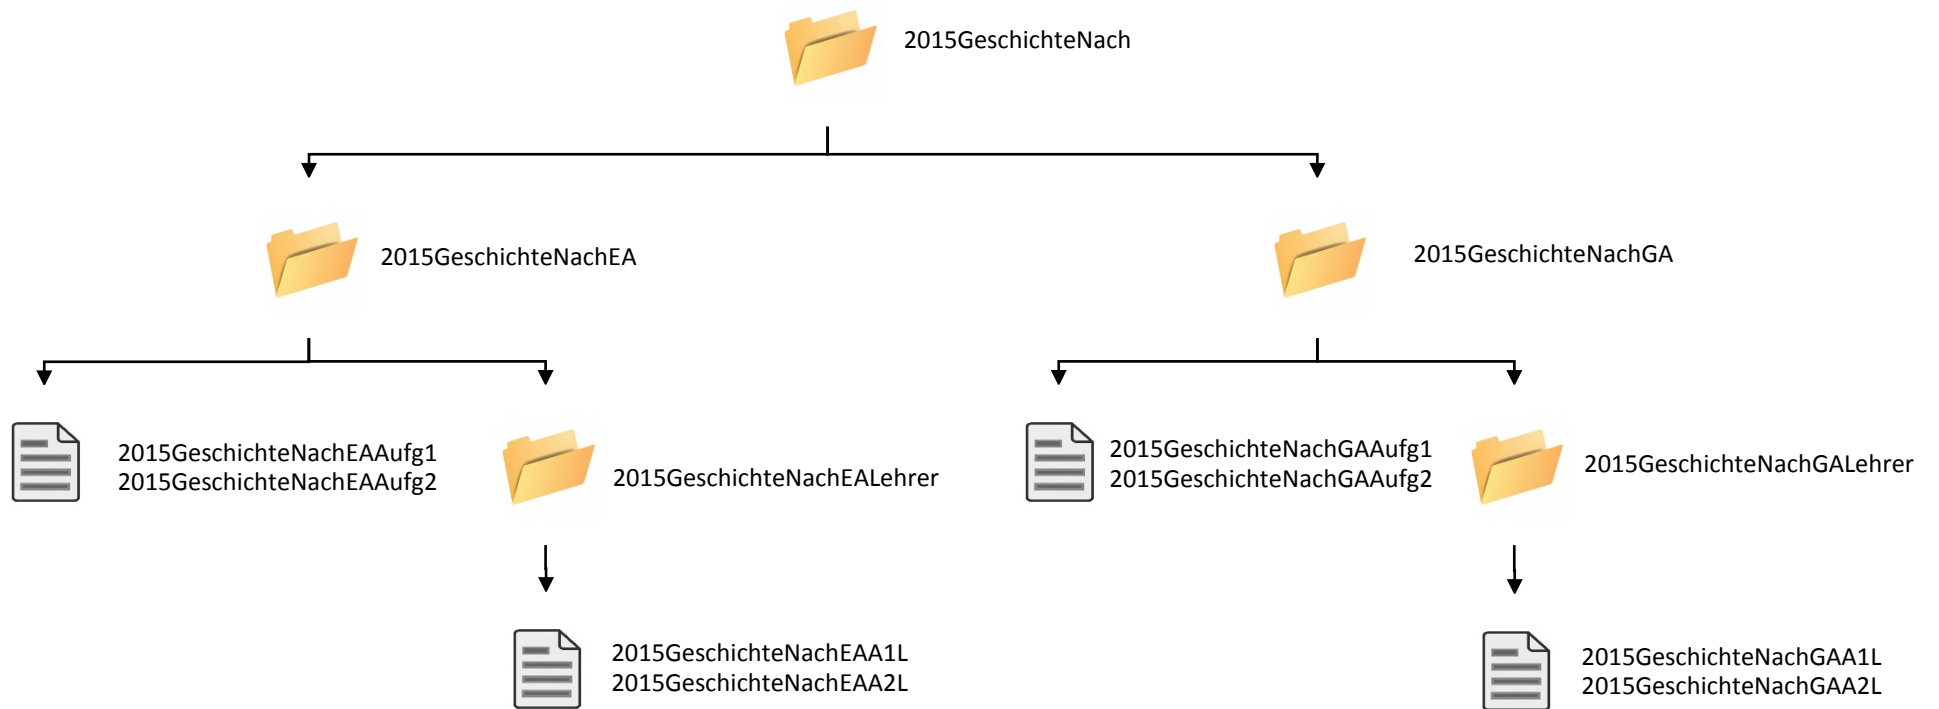 2015GeschichteNach
2015GeschichteNachEA
2015GeschichteNachGA
2015GeschichteNachEAAufg1
2015GeschichteNachEAAufg2
2015GeschichteNachEALehrer
2015GeschichteNachGAAufg1
2015GeschichteNachGAAufg2
2015GeschichteNachGALehrer
2015GeschichteNachEAA1L
2015GeschichteNachEAA2L
2015GeschichteNachGAA1L
2015GeschichteNachGAA2L